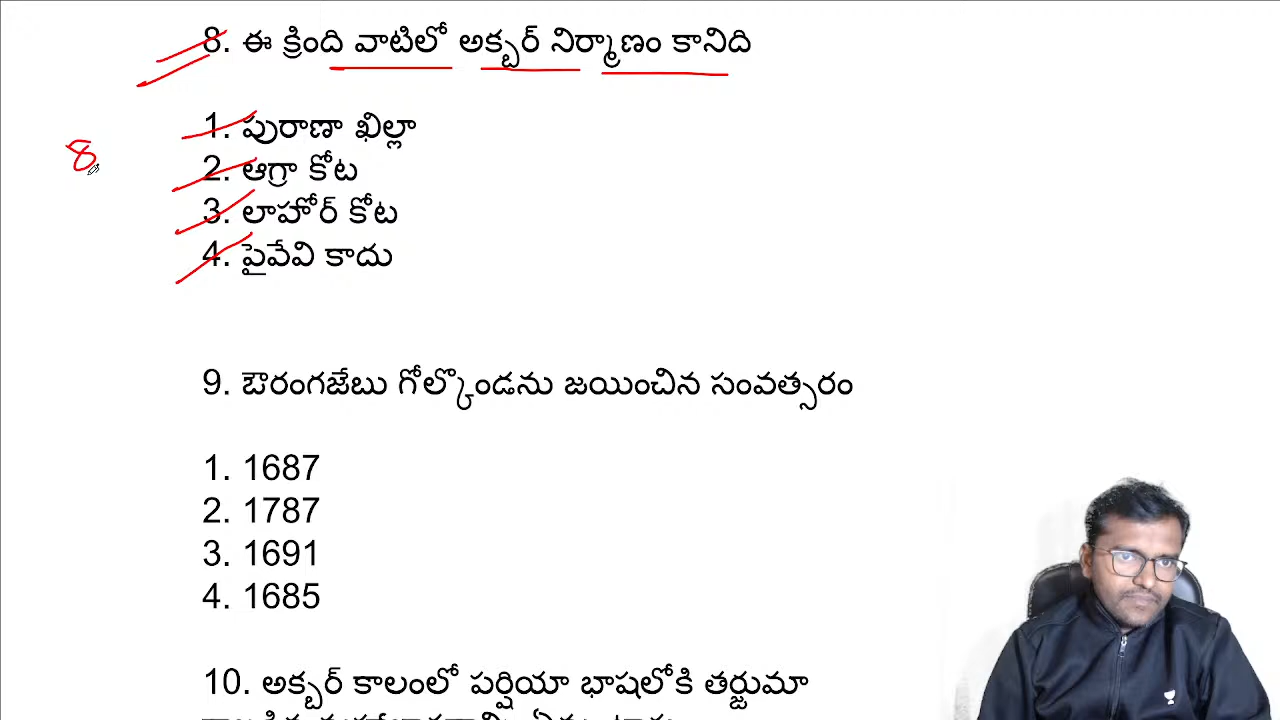 8. ఈ క్రింది వాటిలో అక్బర్ నిర్మాణం కానిది
1. పురాణా ఖిల్లా
8
2. ఆగ్రా కోట
3. లాహోర్ కోట
4. పైవేవి కాదు
9. ఔరంగజేబు గోల్కొండను జయించిన సంవత్సరం
1. 1687
2. 1787
3. 1691
4. 1685
10. అక్బర్ కాలంలో పర్షియా భాషలోకి తర్జుమా